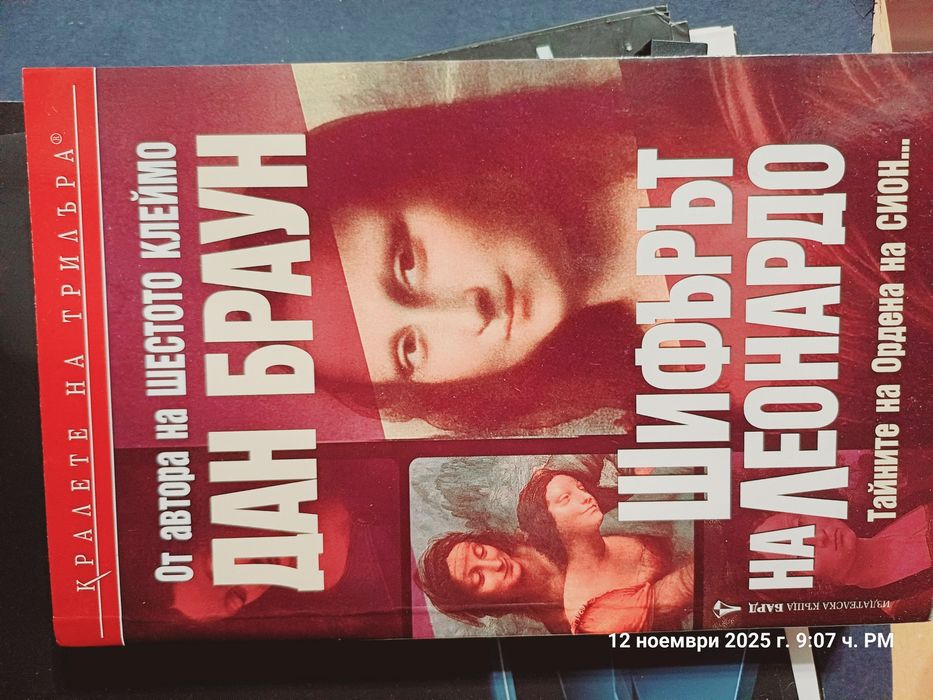 КРАЛЕТЕ НА ТРИЛЪРА®
От автора на ШЕСТОТО КЛЕЙМО
ДАН БРАУН
ШИФЪРЪТ
НА ЛЕОНАРДО
Тайните на Ордена на СИОН...
ИЗДАТЕЛСКА КЪЩА БАРД
12 ноември 2025 г. 9:07 ч. PM